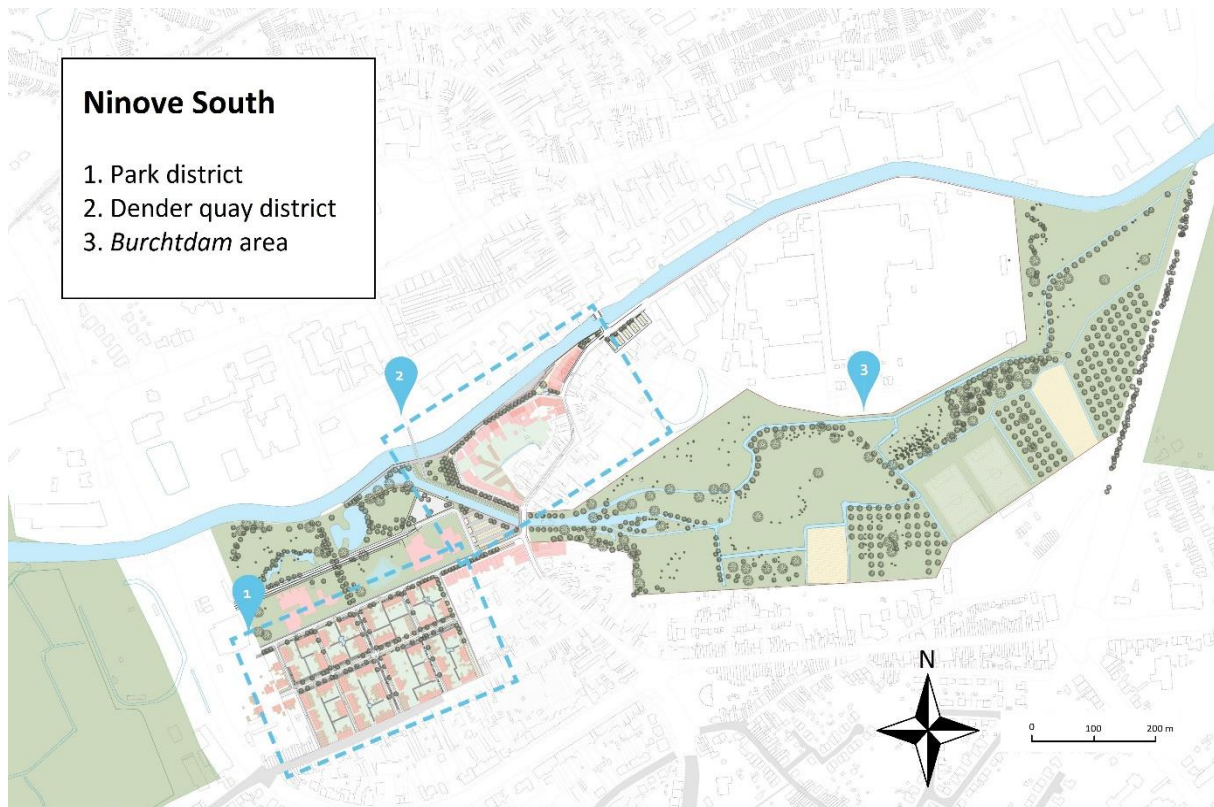 Ninove South
1. Park district
2. Dender quay district
3. Burchtdam area
2
3
1
N
0 100 200 m